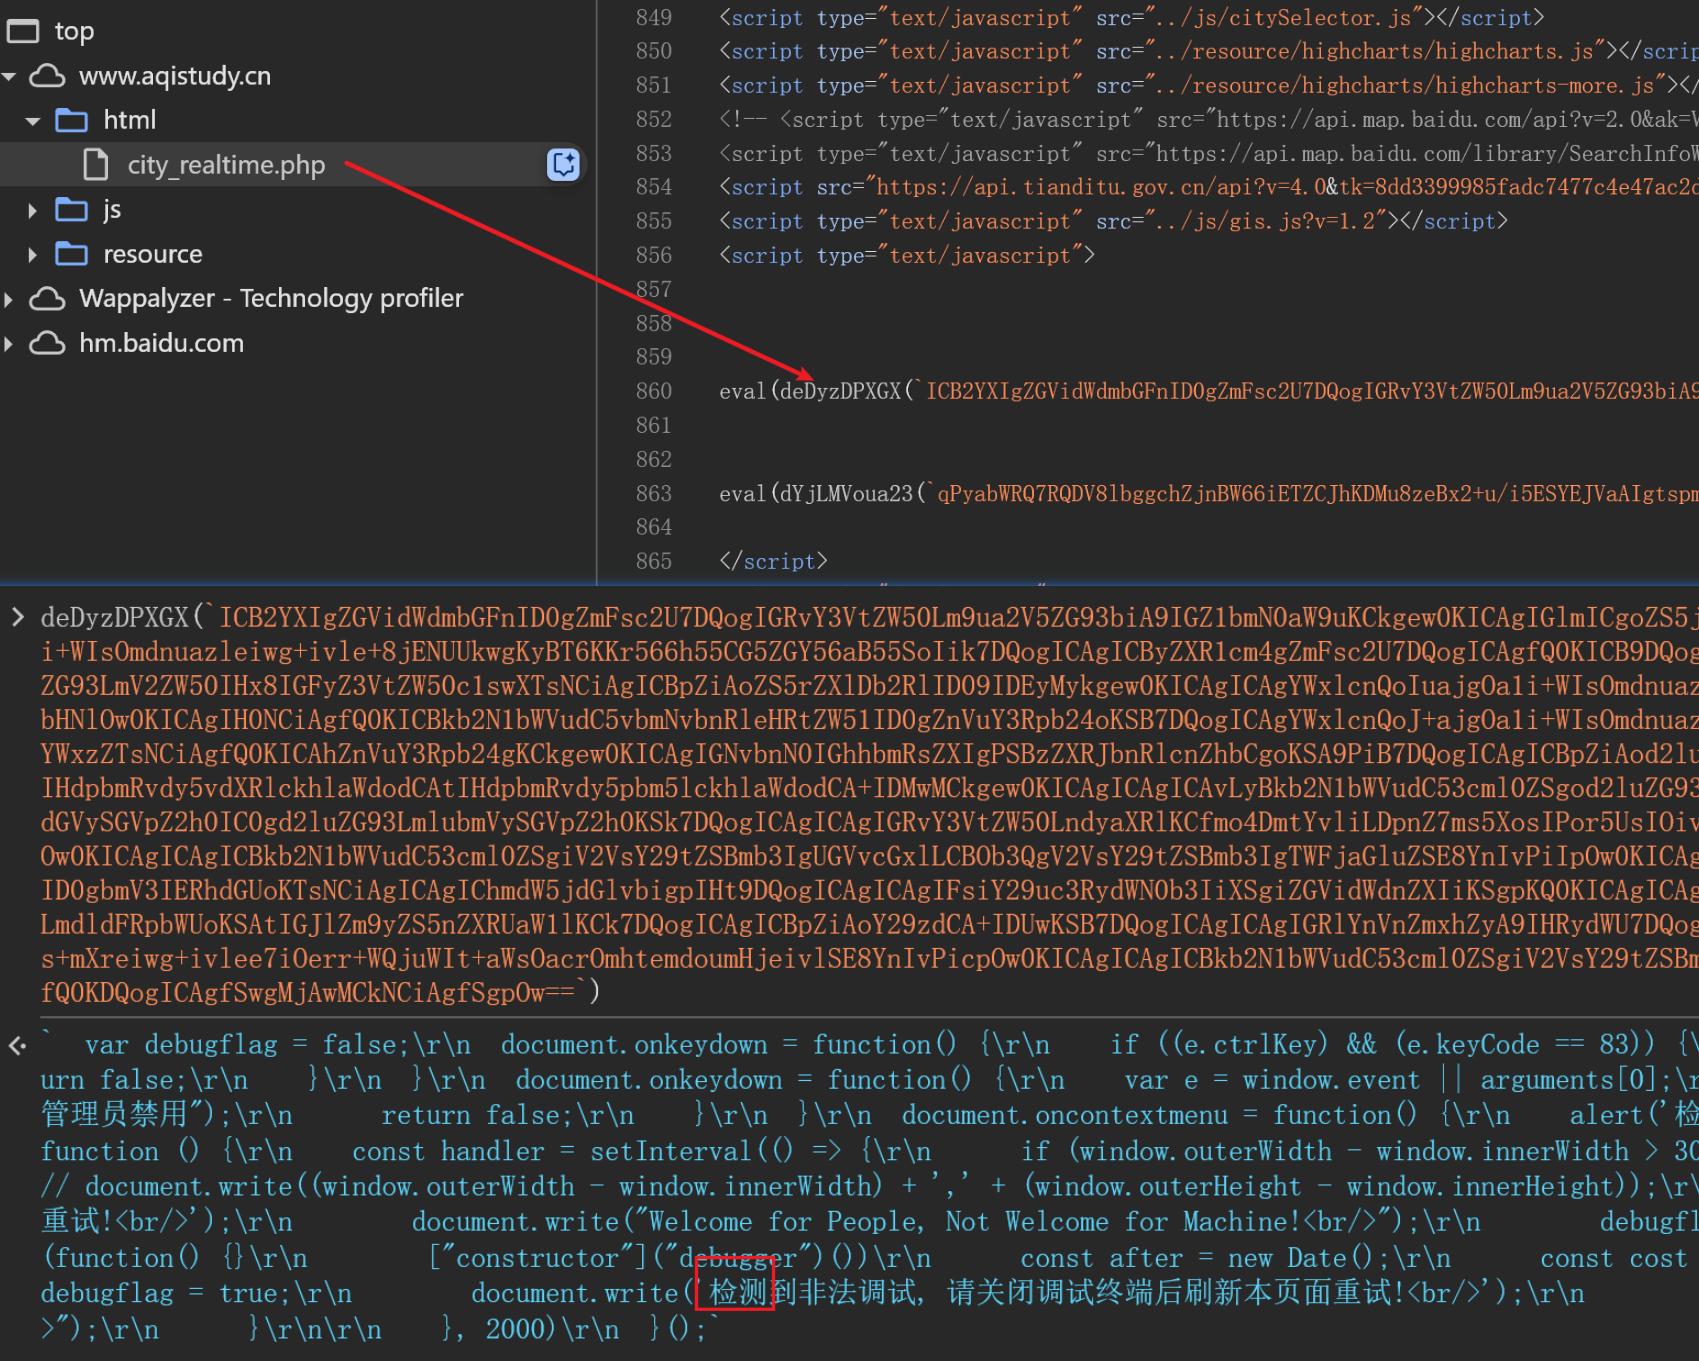 top
www.aqistudy.cn
html
city_realtime.php
js
resource
Wappalyzer - Technology profiler
hm.baidu.com
849 <script type="text/javascript" src="../js/citySelector.js"></script>
850 <script type="text/javascript" src="../resource/highcharts/highcharts.js"></scrip
851 <script type="text/javascript" src="../resource/highcharts/highcharts-more.js"></
852 <!-- <script type="text/javascript" src="https://api.map.baidu.com/api?v=2.0&ak=V
853 <script type="text/javascript" src="https://api.map.baidu.com/library/SearchInfoW
854 <script src="https://api.tianditu.gov.cn/api?v=4.0&tk=8dd3399985fadc7477c4e47ac2d
855 <script type="text/javascript" src="../js/gis.js?v=1.2"></script>
856 <script type="text/javascript">
857
858
859
860 eval(deDyzDPXGX(`ICB2YXIgZGVidWdmbGFnID0gZmFsc2U7DQogIGRvY3VtZW50Lm9ua2V5ZG93biA9
861
862
863 eval(dYjLMVoua23(`qPyabWRQ7RQDV8lbggchZjnBW66iETZCJhKDMu8zeBx2+u/i5ESYEJVaAIgtspm
864
865 </script>
deDyzDPXGX(`ICB2YXIgZGVidWdmbGFnID0gZmFsc2U7DQogIGRvY3VtZW50Lm9ua2V5ZG93biA9IGZ1bmN0aW9uKCkgew0KICAgIGlmICgoZS5j
i+WIsOmdnuazleiwg+ivle+8jENUUkwgKyBT6KKr566h55CG5ZGY56aB55SoIik7DQogICAgICByZXR1cm4gZmFsc2U7DQogICAgfQ0KICB9DQog
ZG93LmV2ZW50IHx8IGFyZ3VtZW50c1swXTsNCiAgICBpZiAoZS5rZXlDb2RlID09IDEyMykgew0KICAgICAgYWxlcnQoIuajgOa1i+WIsOmdnuaz
bHNlOw0KICAgIH0NCiAgfQ0KICBkb2N1bWVudC5vbmNvbnRleHRtZW51ID0gZnVuY3Rpb24oKSB7DQogICAgYWxlcnQoJ+ajgOa1i+WIsOmdnuaz
YWxzZTsNCiAgfQ0KICAhZnVuY3Rpb24gKCkgew0KICAgIGNvbnN0IGhhbmRsZXIgPSBzZXRJbnRlcnZhbCgoKSA9PiB7DQogICAgICBpZiAod2lu
IHdpbmRvdy5vdXRlckhlaWdodCAtIHdpbmRvdy5pbm5lckhlaWdodCA+IDMwMCkgew0KICAgICAgICAvLyBkb2N1bWVudC53cml0ZSgod2luZG93
dGVySGVpZ2h0IC0gd2luZG93LmlubmVySGVpZ2h0KSk7DQogICAgICAgIGRvY3VtZW50LndyaXRlKCfmo4DmtYvliLDpnZ7ms5XosIPor5UsIOiv
Ow0KICAgICAgICBkb2N1bWVudC53cml0ZSgiV2VsY29tZSBmb3IgUGVvcGxlLCBOb3QgV2VsY29tZSBmb3IgTWFjaGluZSE8YnIvPiIpOw0KICAg
ID0gbmV3IERhdGUoKTsNCiAgICAgIChmdW5jdGlvbigpIHt9DQogICAgICAgIFsiY29uc3RydWN0b3IiXSgiZGVidWdnZXIiKSgpKQ0KICAgICAg
LmdldFRpbWUoKSAtIGJlZm9yZS5nZXRUaW1lKCk7DQogICAgICBpZiAoY29zdCA+IDUwKSB7DQogICAgICAgIGRlYnVnZmxhZyA9IHRydWU7DQog
s+mXreiwg+ivlee7iOerr+WQjuWIt+aWsOacrOmhtemdoumHjeivlSE8YnIvPicpOw0KICAgICAgICBkb2N1bWVudC53cml0ZSgiV2VsY29tZSBm
fQ0KDQogICAgfSwgMjAwMCkNCiAgfSgpOw==`)
`  var debugflag = false;\r\n  document.onkeydown = function() {\r\n    if ((e.ctrlKey) && (e.keyCode == 83)) {\
urn false;\r\n    }\r\n  }\r\n  document.onkeydown = function() {\r\n    var e = window.event || arguments[0];\r
管理员禁用");\r\n      return false;\r\n    }\r\n  }\r\n  document.oncontextmenu = function() {\r\n    alert('检
function () {\r\n    const handler = setInterval(() => {\r\n      if (window.outerWidth - window.innerWidth > 30
// document.write((window.outerWidth - window.innerWidth) + ',' + (window.outerHeight - window.innerHeight));\r\
重试!<br/>');\r\n        document.write("Welcome for People, Not Welcome for Machine!<br/>");\r\n        debugfl
(function() {}\r\n        ["constructor"]("debugger")())\r\n      const after = new Date();\r\n      const cost
debugflag = true;\r\n        document.write('检测到非法调试, 请关闭调试终端后刷新本页面重试!<br/>');\r\n
>");\r\n      }\r\n\r\n    }, 2000)\r\n  }();`